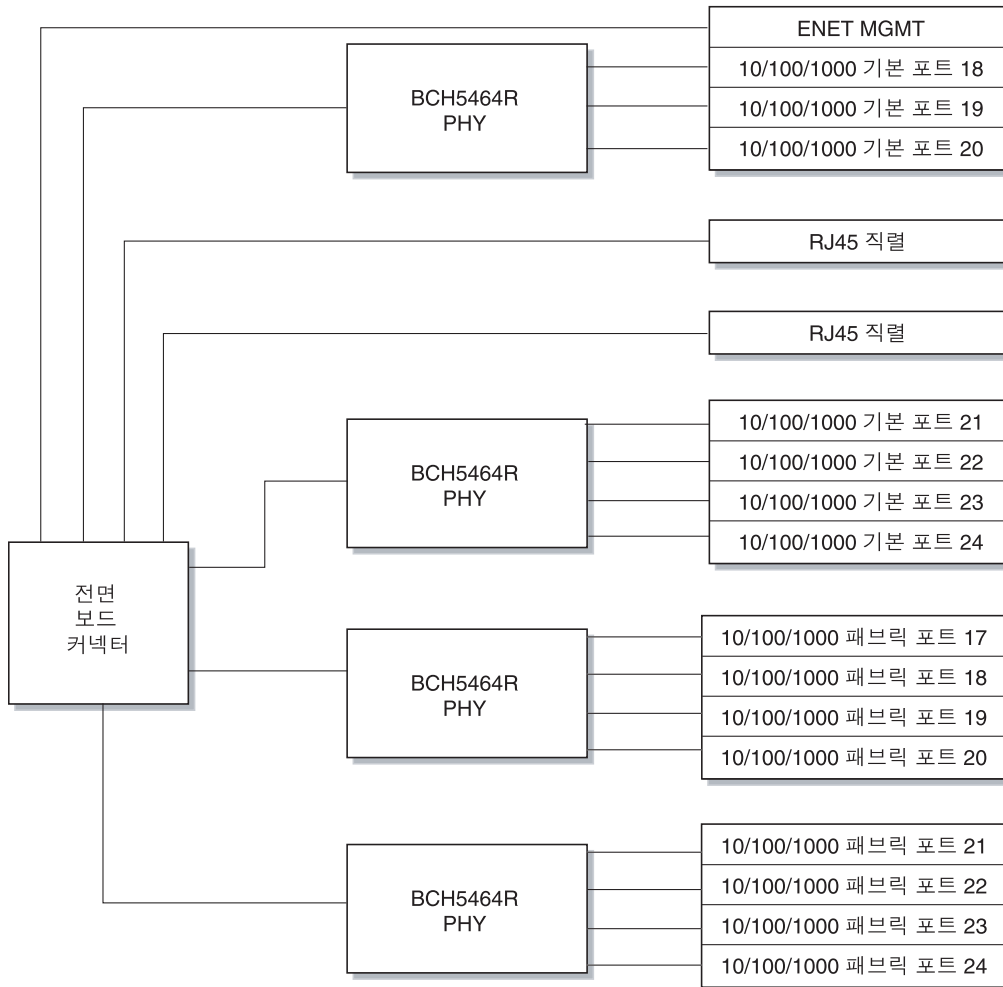 ENET MGMT
10/100/1000 기본 포트 18
10/100/1000 기본 포트 19
10/100/1000 기본 포트 20
BCH5464R
PHY
RJ45 직렬
RJ45 직렬
BCH5464R
PHY
10/100/1000 기본 포트 21
10/100/1000 기본 포트 22
10/100/1000 기본 포트 23
10/100/1000 기본 포트 24
전면
보드
커넥터
BCH5464R
PHY
10/100/1000 패브릭 포트 17
10/100/1000 패브릭 포트 18
10/100/1000 패브릭 포트 19
10/100/1000 패브릭 포트 20
BCH5464R
PHY
10/100/1000 패브릭 포트 21
10/100/1000 패브릭 포트 22
10/100/1000 패브릭 포트 23
10/100/1000 패브릭 포트 24